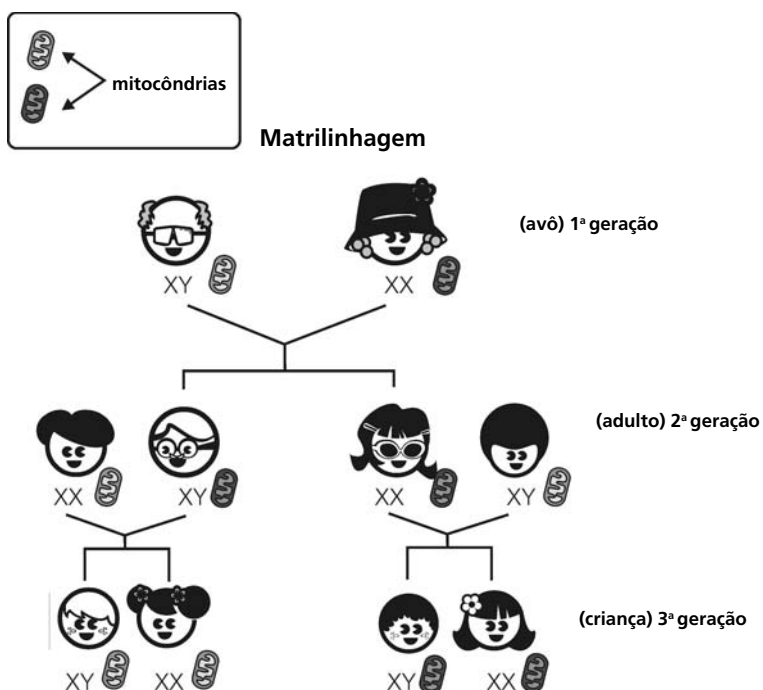 mitocôndrias
Matrilinhagem
(avô) 1ª geração
XY XX
(adulto) 2ª geração
XX XY XX XY
(criança) 3ª geração
XY XX XY XX